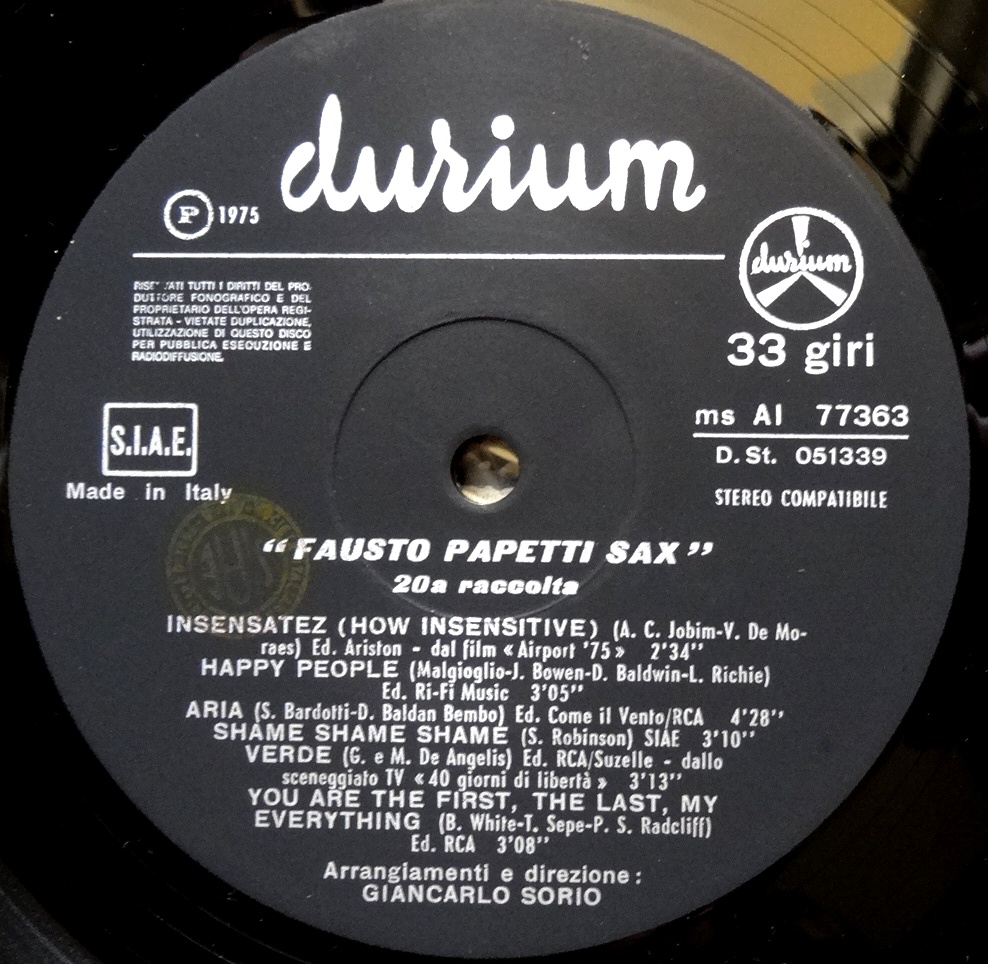 durium
P 1975
durium
33 giri
TUTTI I DIRITTI DEL PRO-
DUTTORE FONOGRAFICO E DEL
PROPRIETARIO DELL'OPERA REGI-
STRATA - VIETATE DUPLICAZIONE,
UTILIZZAZIONE DI QUESTO DISCO
PER PUBBLICA ESECUZIONE E
RADIODIFFUSIONE.
S.I.A.E.
Made in Italy
ms AI 77363
D. St. 051339
STEREO COMPATIBILE
“FAUSTO PAPETTI SAX”
20a raccolta
INSENSATEZ (HOW INSENSITIVE) (A. C. Jobim-V. De Mo-
raes) Ed. Ariston - dal film «Airport '75» 2'34''
HAPPY PEOPLE (Malgioglio-J. Bowen-D. Baldwin-L. Richie)
Ed. Ri-Fi Music 3'05''
ARIA (S. Bardotti-D. Baldan Bembo) Ed. Come il Vento/RCA 4'28''
SHAME SHAME SHAME (S. Robinson) SIAE 3'10''
VERDE (G. e M. De Angelis) Ed. RCA/Suzelle - dallo
sceneggiato TV «40 giorni di libertà» 3'13''
YOU ARE THE FIRST, THE LAST, MY
EVERYTHING (B. White-T. Sepe-P. S. Radcliff)
Ed. RCA 3'08''
Arrangiamenti e direzione:
GIANCARLO SORIO